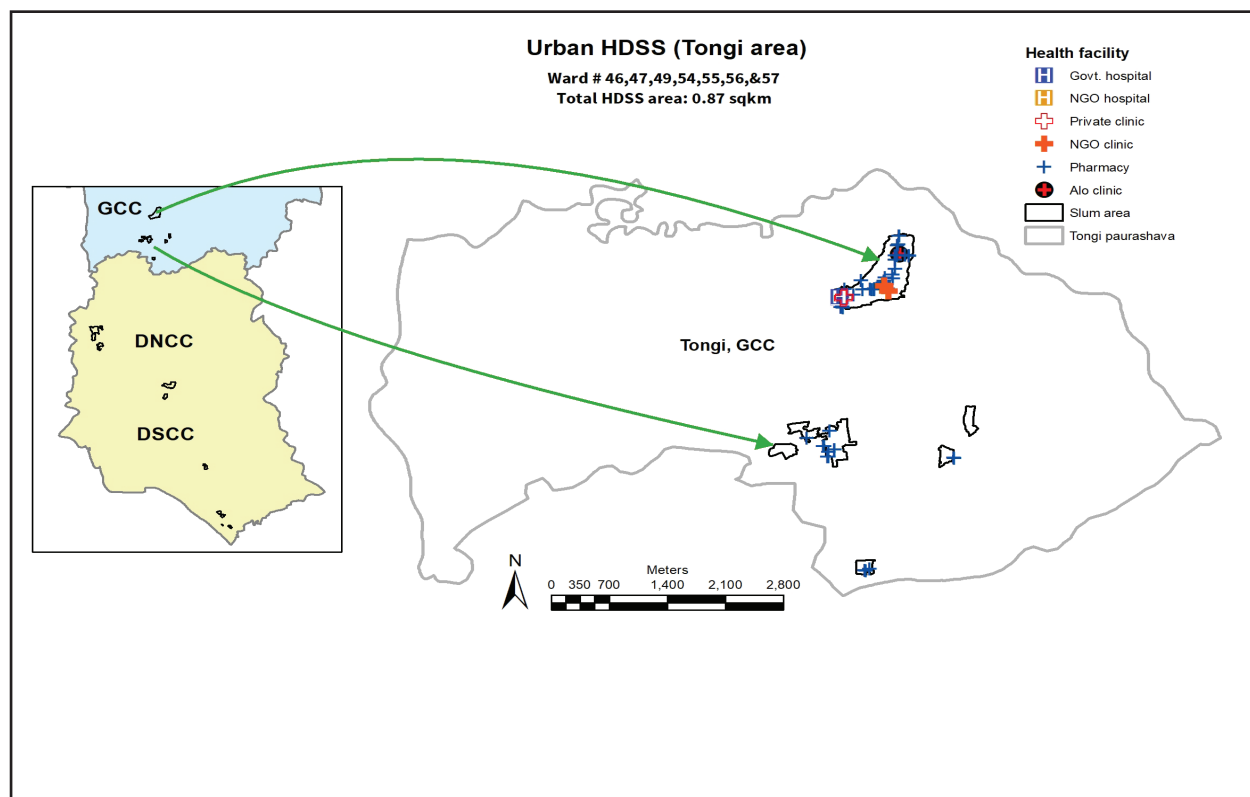 Urban HDSS (Tongi area)
Ward # 46,47,49,54,55,56,&57
Total HDSS area: 0.87 sqkm
Health facility
Govt. hospital
NGO hospital
Private clinic
NGO clinic
Pharmacy
Alo clinic
Slum area
Tongi paurashava
GCC
DNCC
DSCC
Tongi, GCC
N
Meters
0 350 700 1,400 2,100 2,800